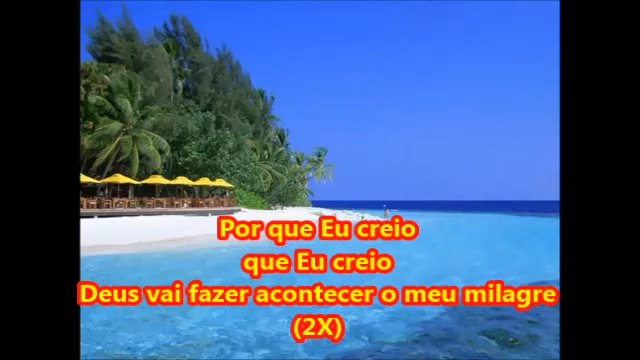 Por que Eu creio
que Eu creio
Deus vai fazer acontecer o meu milagre
(2X)